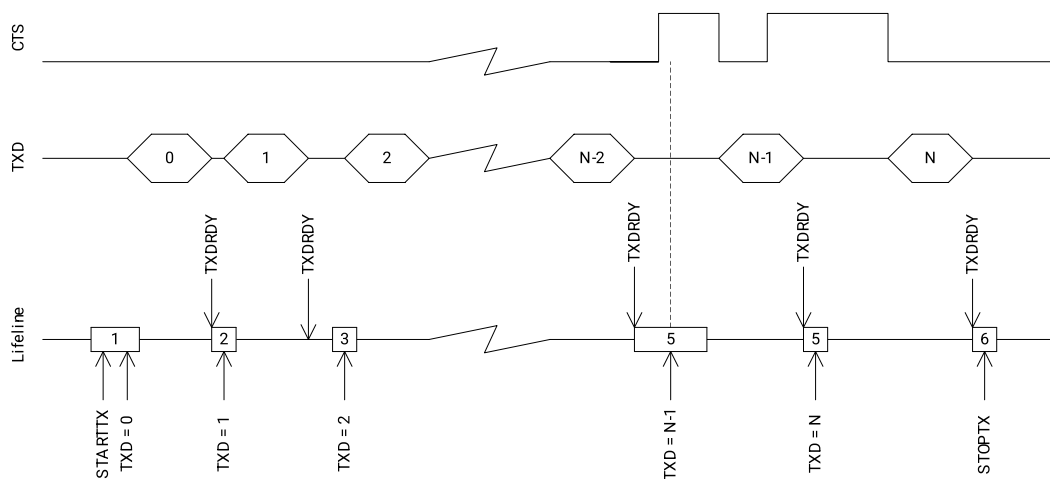 CTS
TXD
0
1
2
N-2
N-1
N
TXDRDY
TXDRDY
TXDRDY
TXDRDY
TXDRDY
Lifeline
1
2
3
5
5
6
STARTTX
TXD = 0
TXD = 1
TXD = 2
TXD = N-1
TXD = N
STOPTX